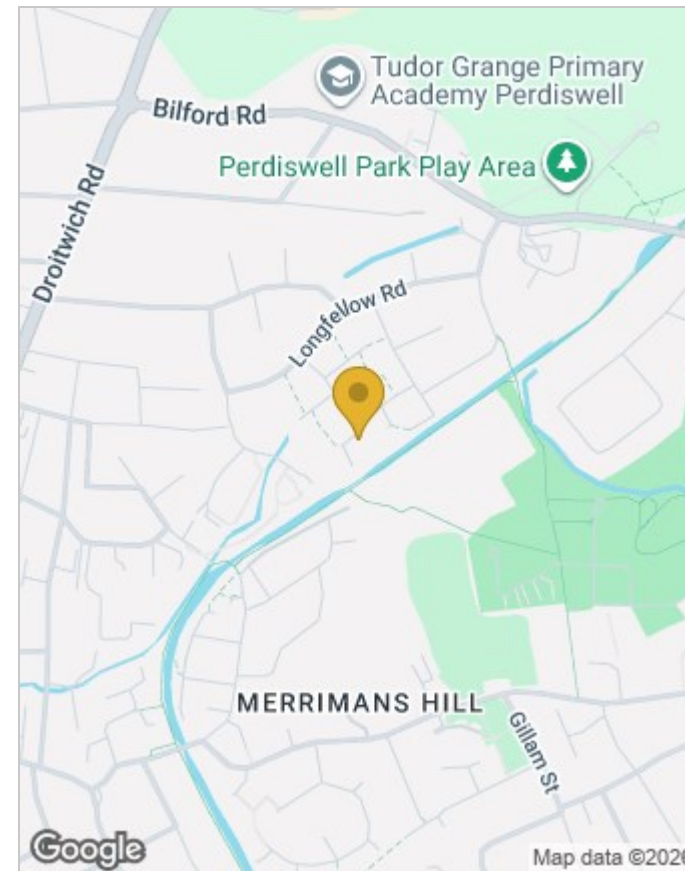 Tudor Grange Primary
Academy Perdiswell
Bilford Rd
Perdiswell Park Play Area
Droitwich Rd
Longfellow Rd
MERRIMANS HILL
Gillam St
Google
Map data ©2026